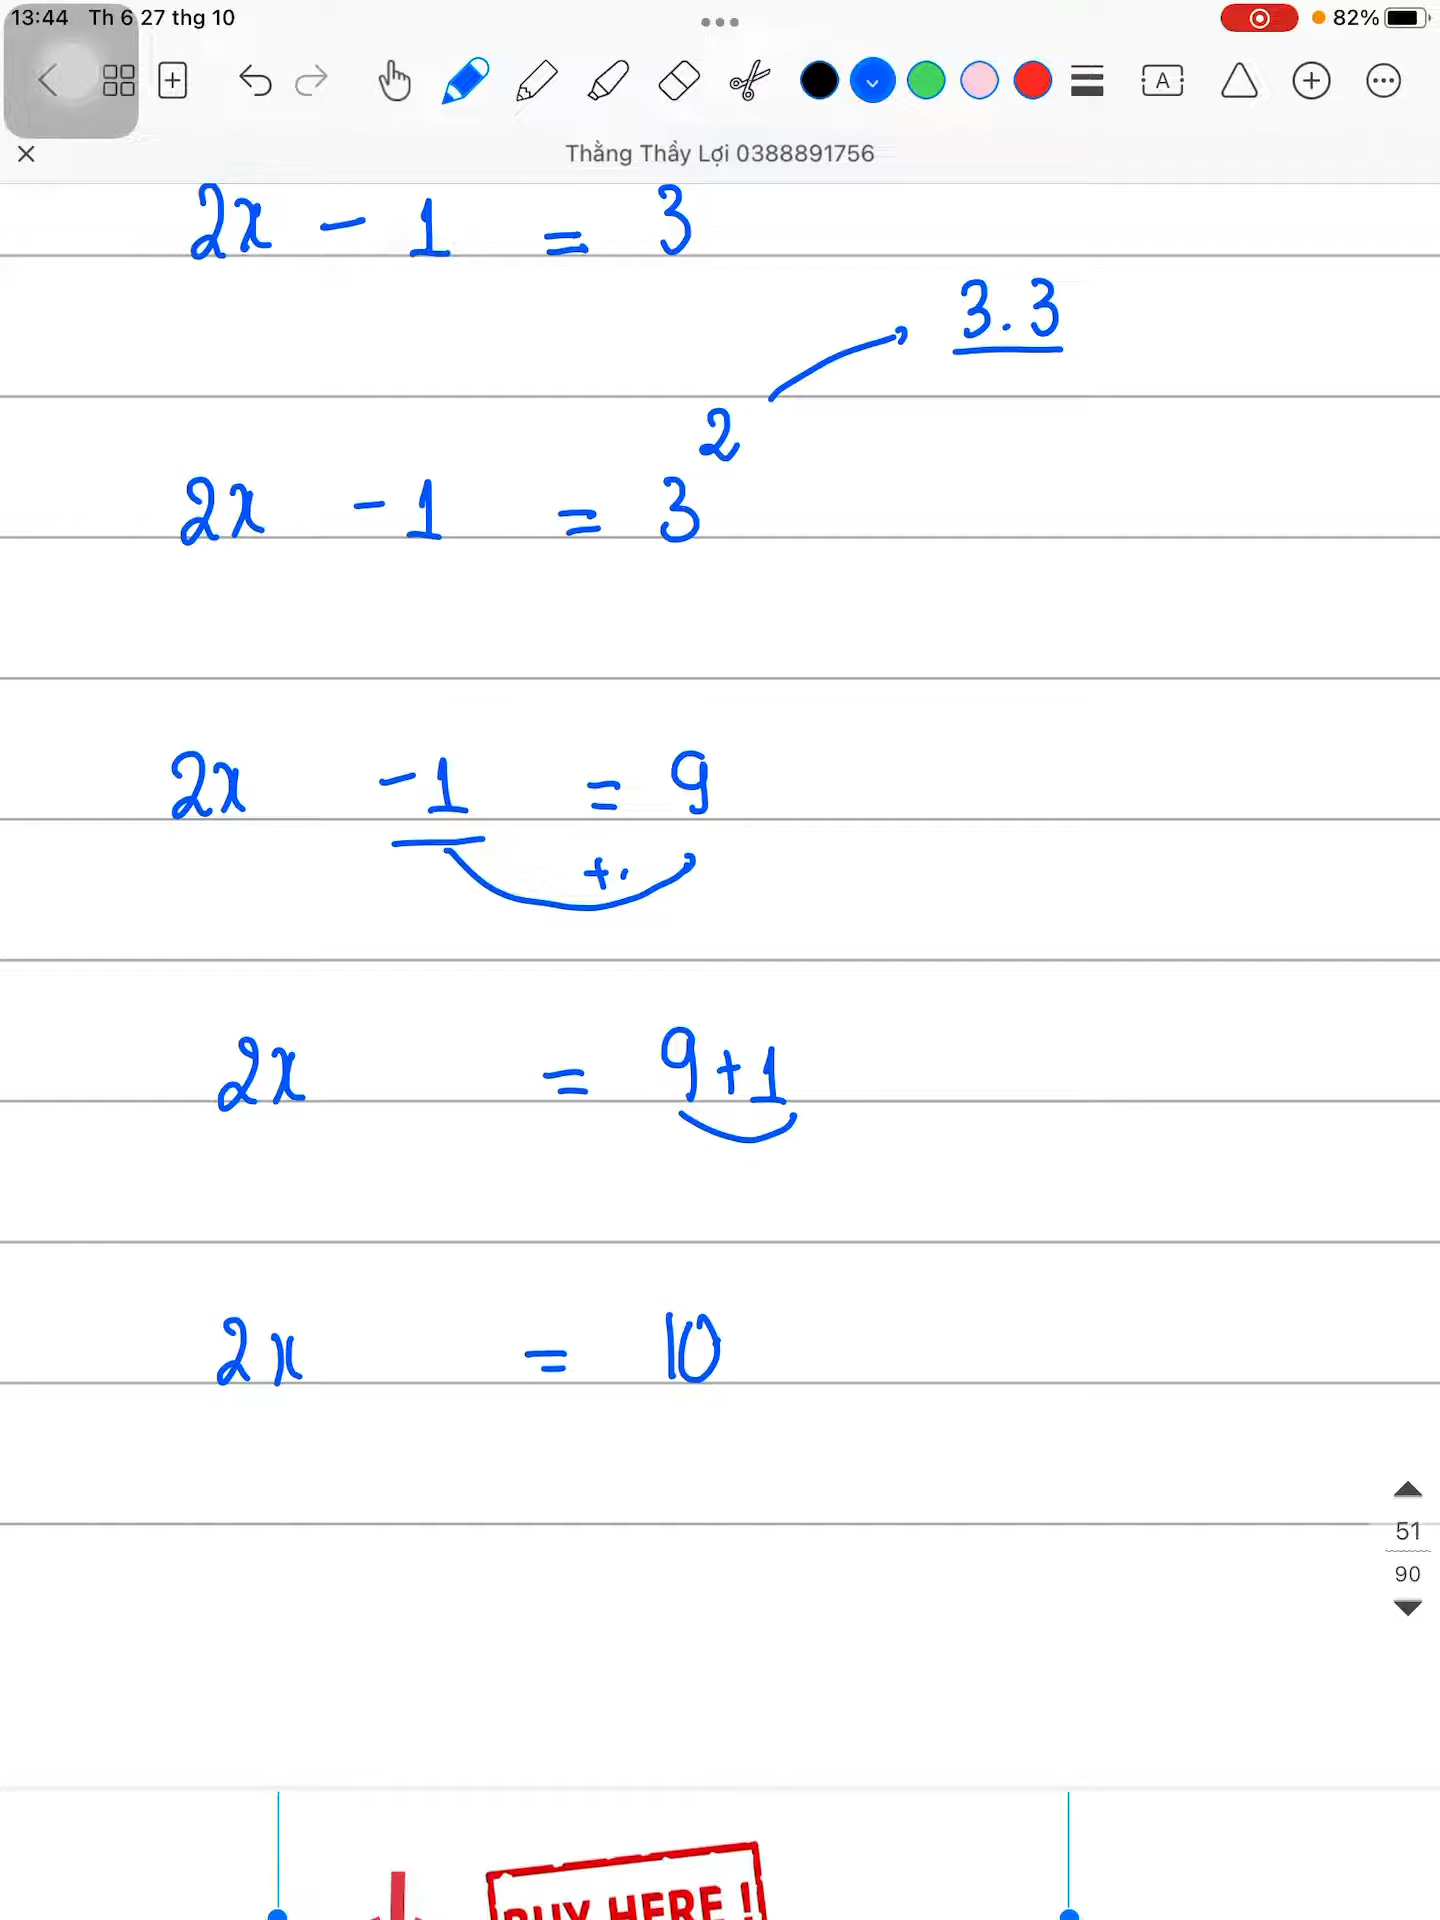 13:44 Th 6 27 thg 10 82%
A
Thằng Thầy Lợi 0388891756
2x - 1 = 3
3.3
2
2x - 1 = 3
2x - 1 = 9
+.
2x = 9+1
2x = 10
51
90
BUY HERE !